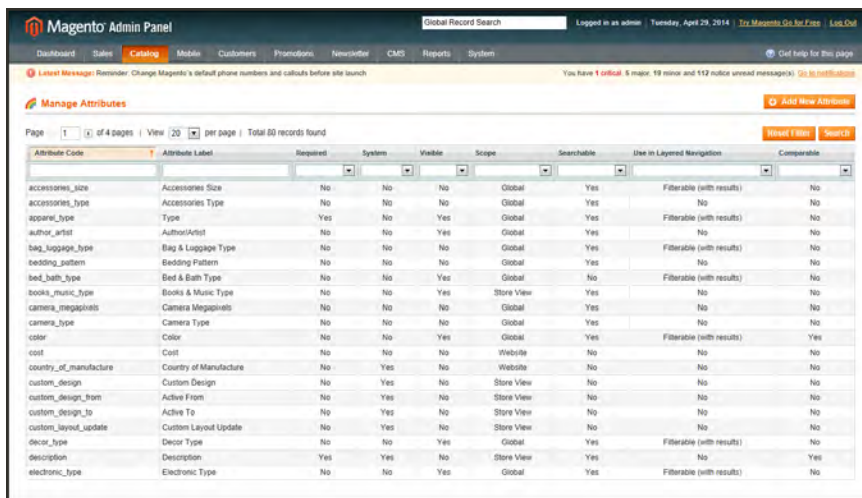 Magento Admin Panel
Global Record Search
Logged in as admin | Tuesday, April 29, 2014 | Try Magento Go for Free | Log Out
Dashboard Sales Catalog Mobile Customers Promotions Newsletter CMS Reports System
Get help for this page
Latest Message: Reminder: Change Magento's default phone numbers and callouts before site launch
You have 1 critical, 5 major, 19 minor and 112 notice unread message(s). Go to notifications
Manage Attributes
Add New Attribute
Page 1 of 4 pages | View 20 per page | Total 80 records found
Reset Filter Search
Attribute Code Attribute Label Required System Visible Scope Searchable Use in Layered Navigation Comparable
accessories_size Accessories Size No No No Global Yes Filterable (with results) No
accessories_type Accessories Type No No No Global Yes No No
apparel_type Type Yes No Yes Global Yes Filterable (with results) No
author_artist Author/Artist No No Yes Global Yes No No
bag_luggage_type Bag & Luggage Type No No No Global Yes Filterable (with results) No
bedding_pattern Bedding Pattern No No No Global Yes No No
bed_bath_type Bed & Bath Type No No Yes Global No Filterable (with results) No
books_music_type Books & Music Type No No Yes Store View Yes No No
camera_megapixels Camera Megapixels No No No Global Yes No No
camera_type Camera Type No No No Global Yes No No
color Color No No Yes Global Yes Filterable (with results) Yes
cost Cost No No No Website No No No
country_of_manufacture Country of Manufacture No Yes No Website No No No
custom_design Custom Design No Yes No Store View No No No
custom_design_from Active From No Yes No Store View No No No
custom_design_to Active To No Yes No Store View No No No
custom_layout_update Custom Layout Update No Yes No Store View No No No
decor_type Decor Type No No Yes Global Yes Filterable (with results) No
description Description Yes Yes No Store View Yes No Yes
electronic_type Electronic Type No No Yes Global Yes Filterable (with results) No